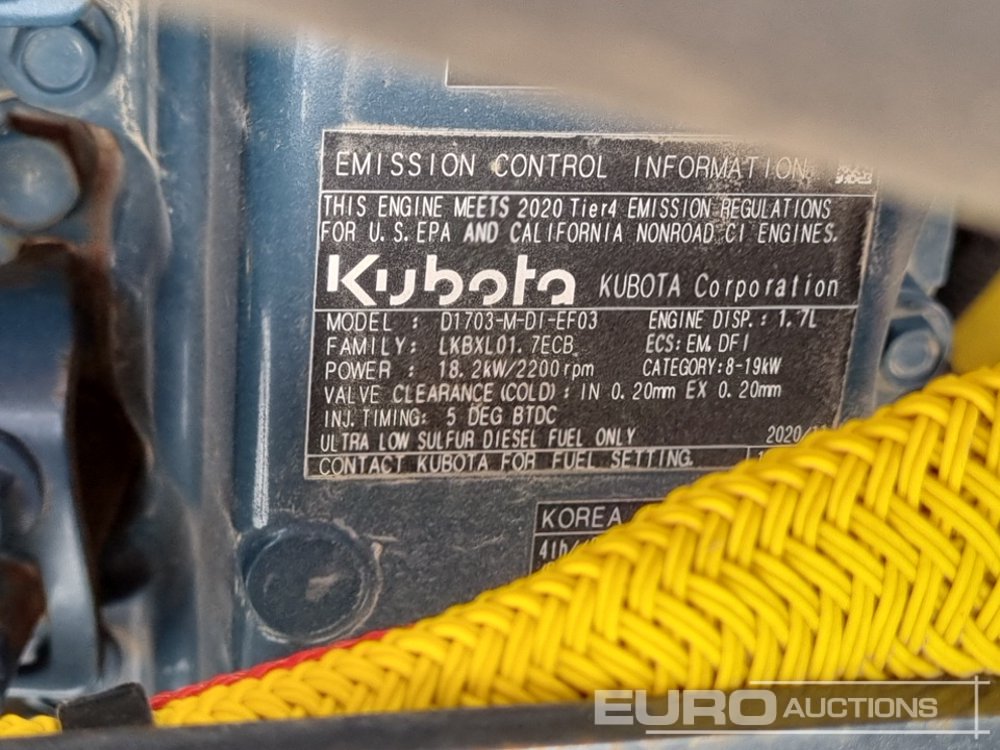 EMISSION CONTROL INFORMATION
THIS ENGINE MEETS 2020 Tier4 EMISSION REGULATIONS
FOR U.S. EPA AND CALIFORNIA NONROAD CI ENGINES.
Kubota KUBOTA Corporation
MODEL : D1703-M-DI-EF03 ENGINE DISP.: 1.7L
FAMILY: LKBXL01.7ECB ECS: EM, DFI
POWER : 18.2kW/2200rpm CATEGORY:8-19kW
VALVE CLEARANCE (COLD) : IN 0.20mm EX 0.20mm
INJ. TIMING: 5 DEG BTDC
ULTRA LOW SULFUR DIESEL FUEL ONLY 2020/
CONTACT KUBOTA FOR FUEL SETTING.
KOREA
4th/
EURO AUCTIONS